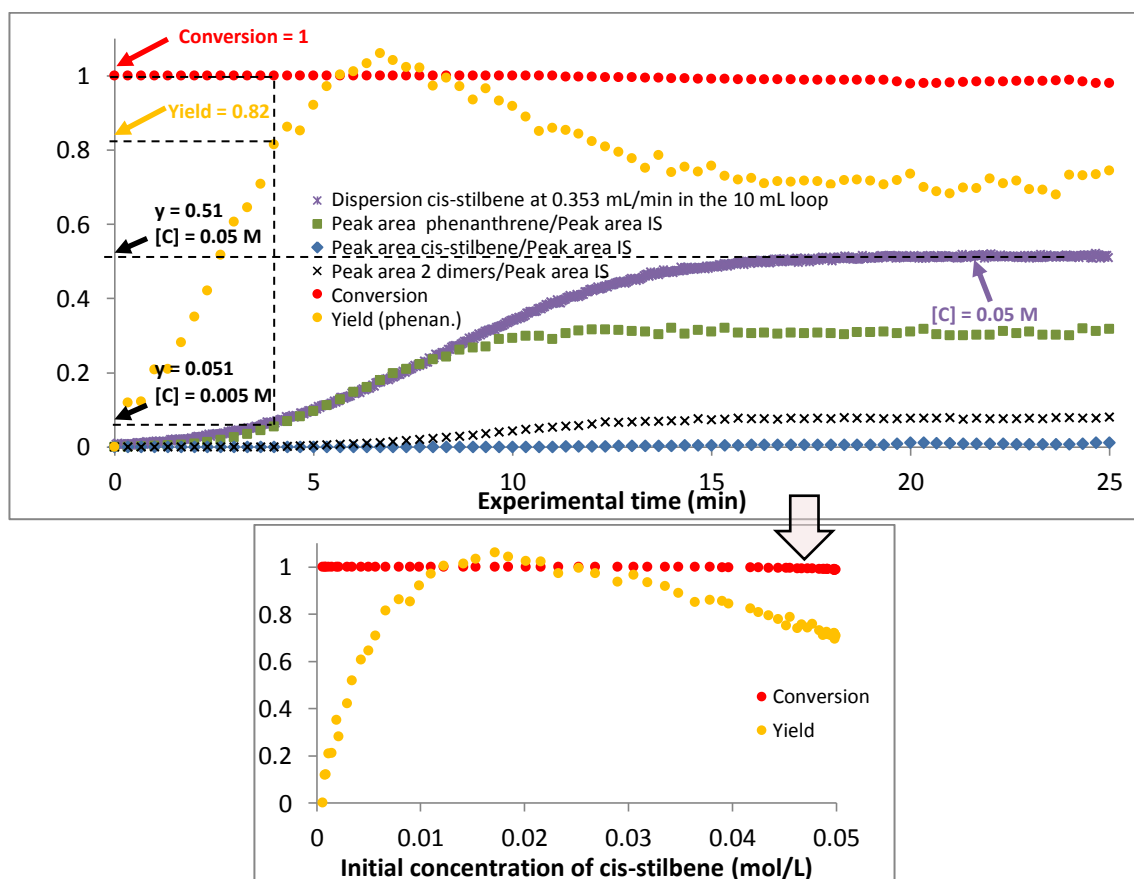 Conversion = 1
1
Yield = 0.82
0.8
0.6
y = 0.51
[C] = 0.05 M
0.4
0.2
y = 0.051
[C] = 0.005 M
0
Dispersion cis-stilbene at 0.353 mL/min in the 10 mL loop
Peak area phenanthrene/Peak area IS
Peak area cis-stilbene/Peak area IS
Peak area 2 dimers/Peak area IS
Conversion
Yield (phenan.)
[C] = 0.05 M
0 5 10 15 20 25
Experimental time (min)
1
0.8
0.6
0.4
0.2
0
Conversion
Yield
0 0.01 0.02 0.03 0.04 0.05
Initial concentration of cis-stilbene (mol/L)